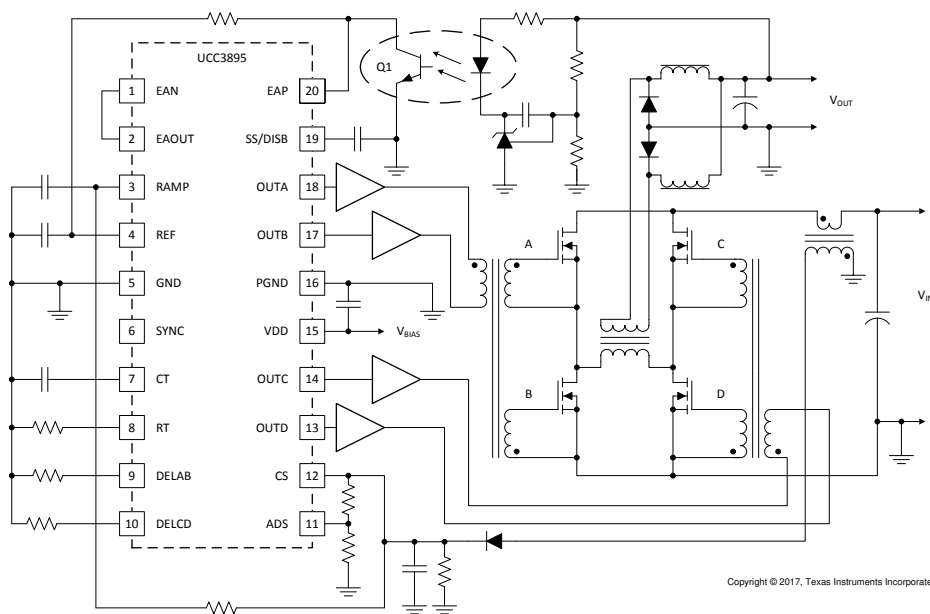 UCC3895
Q1
1 EAN
EAP 20
2 EAOUT
SS/DISB 19
3 RAMP
OUTA 18
4 REF
OUTB 17
5 GND
PGND 16
6 SYNC
VDD 15
7 CT
OUTC 14
8 RT
OUTD 13
9 DELAB
CS 12
10 DELCD
ADS 11
VBIAS
A
B
C
D
VOUT
VIN
Copyright © 2017, Texas Instruments Incorporate